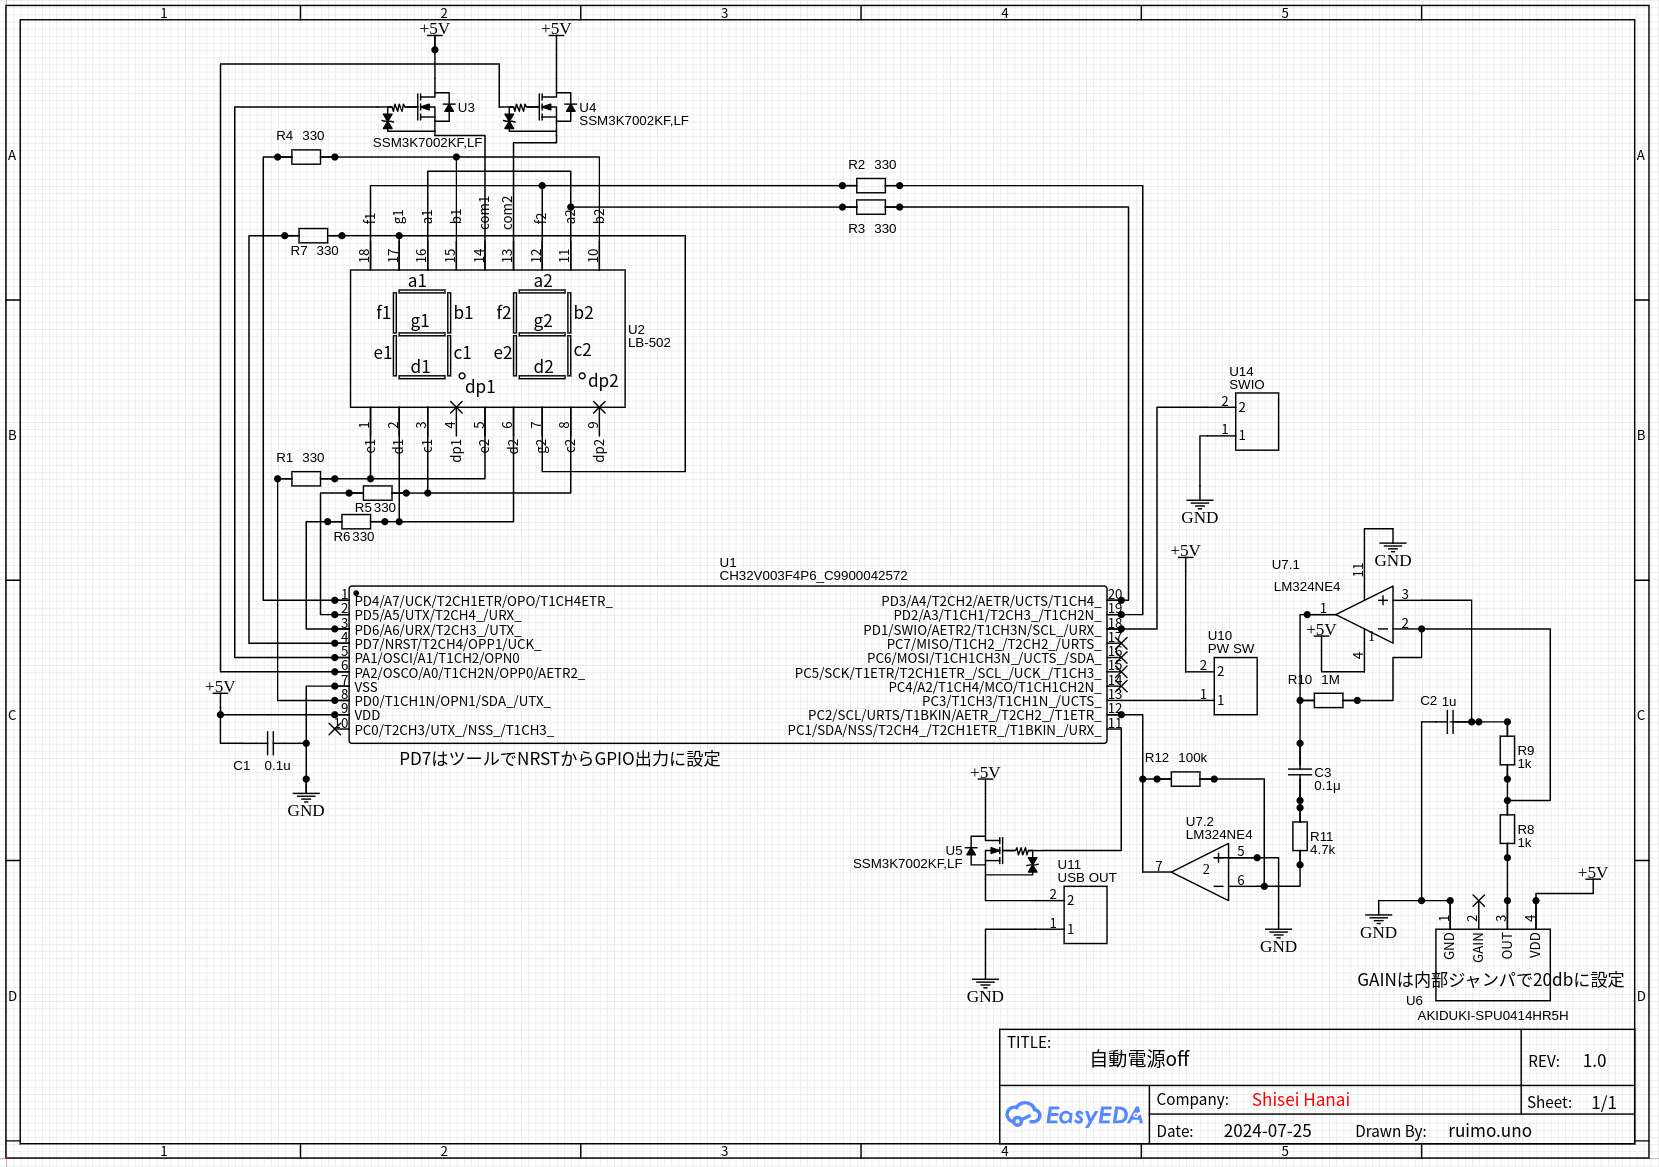 1 2 3 4 5
+5V +5V
U3
SSM3K7002KF,LF
U4
SSM3K7002KF,LF
R4 330
A A
R2 330
R3 330
f1 g1 a1 b1 com1 com2 f2 a2 b2
R7 330
18 17 16 15 14 13 12 11 10
a1 a2
f1 b1 f2 b2
g1 g2
U2
LB-502
e1 c1 e2 c2
d1 d2
dp1 dp2
U14
SWIO
2 2
1 1
GND
B B
1 2 3 4 5 6 7 8 9
e1 d1 c1 dp1 e2 d2 g2 c2 dp2
R1 330
R5 330
R6 330
U1
CH32V003F4P6_C9900042572
1 PD4/A7/UCK/T2CH1ETR/OPO/T1CH4ETR_
2 PD5/A5/UTX/T2CH4_/URX_
3 PD6/A6/URX/T2CH3_/UTX_
4 PD7/NRST/T2CH4/OPP1/UCK_
5 PA1/OSCI/A1/T1CH2/OPN0
6 PA2/OSCO/A0/T1CH2N/OPP0/AETR2_
7 VSS
8 PD0/T1CH1N/OPN1/SDA_/UTX_
9 VDD
10 PC0/T2CH3/UTX_/NSS_/T1CH3_
PD3/A4/T2CH2/AETR/UCTS/T1CH4_ 20
PD2/A3/T1CH1/T2CH3_/T1CH2N_ 19
PD1/SWIO/AETR2/T1CH3N/SCL_/URX_ 18
PC7/MISO/T1CH2_/T2CH2_/URTS_ 17
PC6/MOSI/T1CH1CH3N_/UCTS_/SDA_ 16
PC5/SCK/T1ETR/T2CH1ETR_/SCL_/UCK_/T1CH3_ 15
PC4/A2/T1CH4/MCO/T1CH1CH2N_ 14
PC3/T1CH3/T1CH1N_/UCTS_ 13
PC2/SCL/URTS/T1BKIN/AETR_/T2CH2_/T1ETR_ 12
PC1/SDA/NSS/T2CH4_/T2CH1ETR_/T1BKIN_/URX_ 11
PD7はツールでNRSTからGPIO出力に設定
+5V
C1 0.1u
GND
+5V
U10
PW SW
2 2
1 1
U7.1
LM324NE4
11
GND
3
1
2
1
4
+5V
R10 1M
C C
C2 1u
R9
1k
R8
1k
C3
0.1μ
R11
4.7k
R12 100k
U7.2
LM324NE4
5
7
2
6
GND
+5V
U5
SSM3K7002KF,LF
U11
USB OUT
2 2
1 1
GND
+5V
GND
1 2 3 4
GND GAIN OUT VDD
GAINは内部ジャンパで20dbに設定
U6
AKIDUKI-SPU0414HR5H
D D
TITLE:
自動電源off
REV: 1.0
EasyEDA
Company: Shisei Hanai
Sheet: 1/1
Date: 2024-07-25 Drawn By: ruimo.uno
1 2 3 4 5